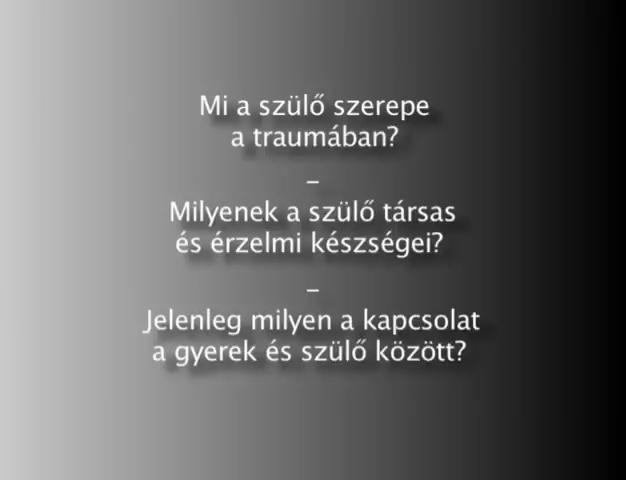 Mi a szülő szerepe
a traumában?
–
Milyenek a szülő társas
és érzelmi készségei?
–
Jelenleg milyen a kapcsolat
a gyerek és szülő között?